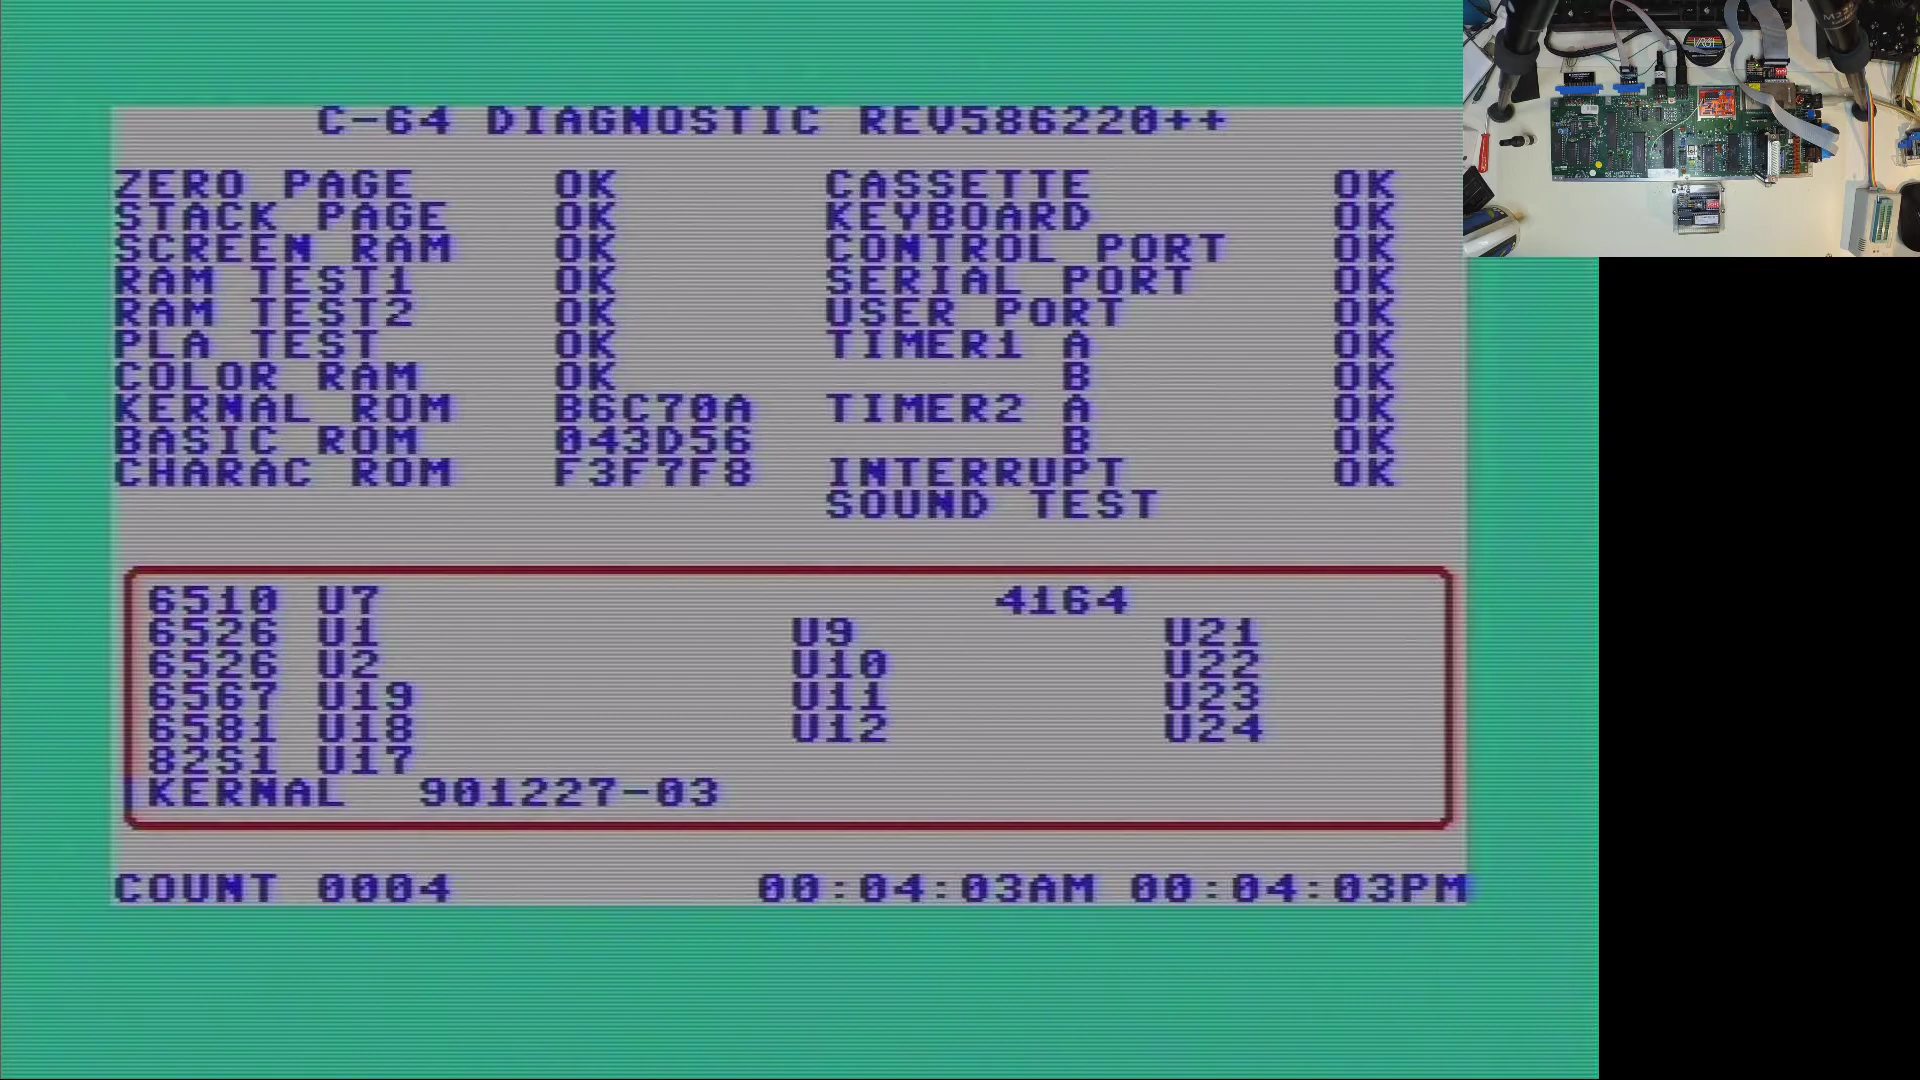 C-64 DIAGNOSTIC REV586220++
ZERO PAGE OK CASSETTE OK
STACK PAGE OK KEYBOARD OK
SCREEN RAM OK CONTROL PORT OK
RAM TEST1 OK SERIAL PORT OK
RAM TEST2 OK USER PORT OK
PLA TEST OK TIMER1 A OK
COLOR RAM OK B OK
KERNAL ROM B6C70A TIMER2 A OK
BASIC ROM 043D56 B OK
CHARAC ROM F3F7F8 INTERRUPT OK
SOUND TEST
6510 U7 4164
6526 U1 U9 U21
6526 U2 U10 U22
6567 U19 U11 U23
6581 U18 U12 U24
82S1 U17
KERNAL 901227-03
COUNT 0004 00:04:03AM 00:04:03PM